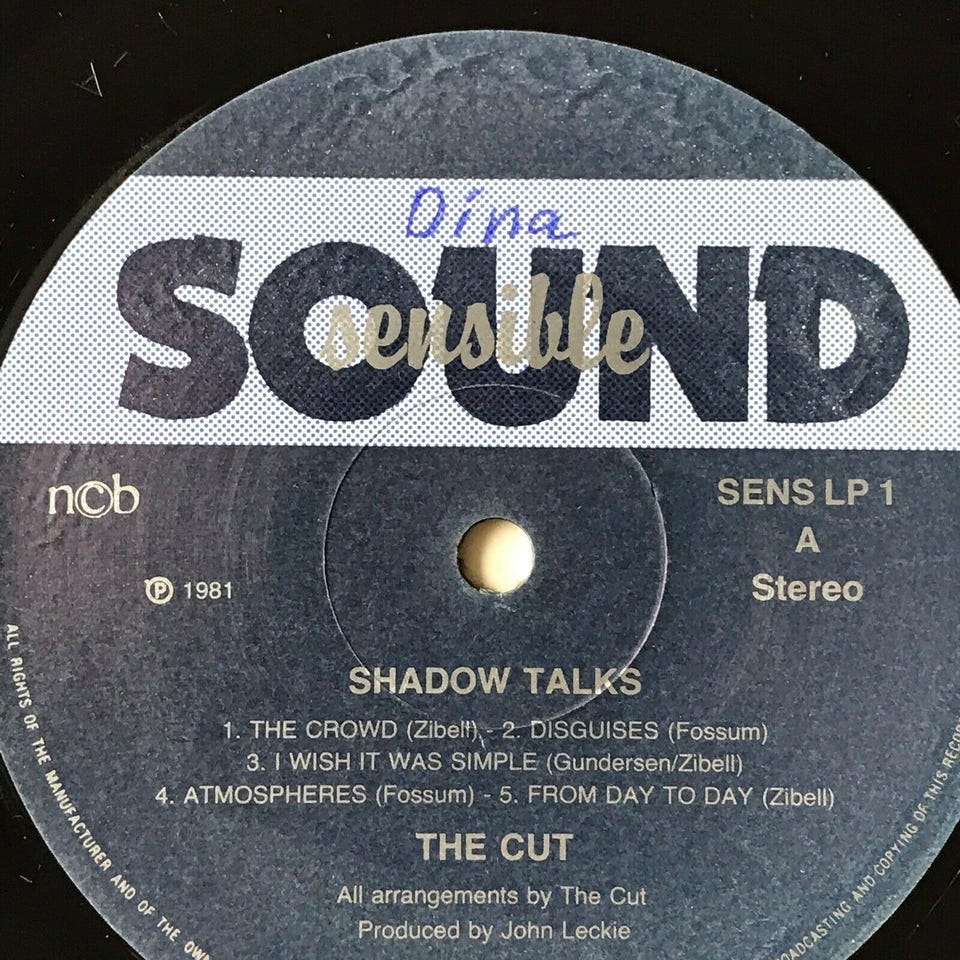 Dina
SOUND
sensible
n©b
SENS LP 1
A
℗ 1981
Stereo
SHADOW TALKS
1. THE CROWD (Zibell) - 2. DISGUISES (Fossum)
3. I WISH IT WAS SIMPLE (Gundersen/Zibell)
4. ATMOSPHERES (Fossum) - 5. FROM DAY TO DAY (Zibell)
THE CUT
All arrangements by The Cut
Produced by John Leckie
ALL RIGHTS OF THE MANUFACTURER AND OF THE OWN
ROADCASTING AND COPYING OF THIS RECOR